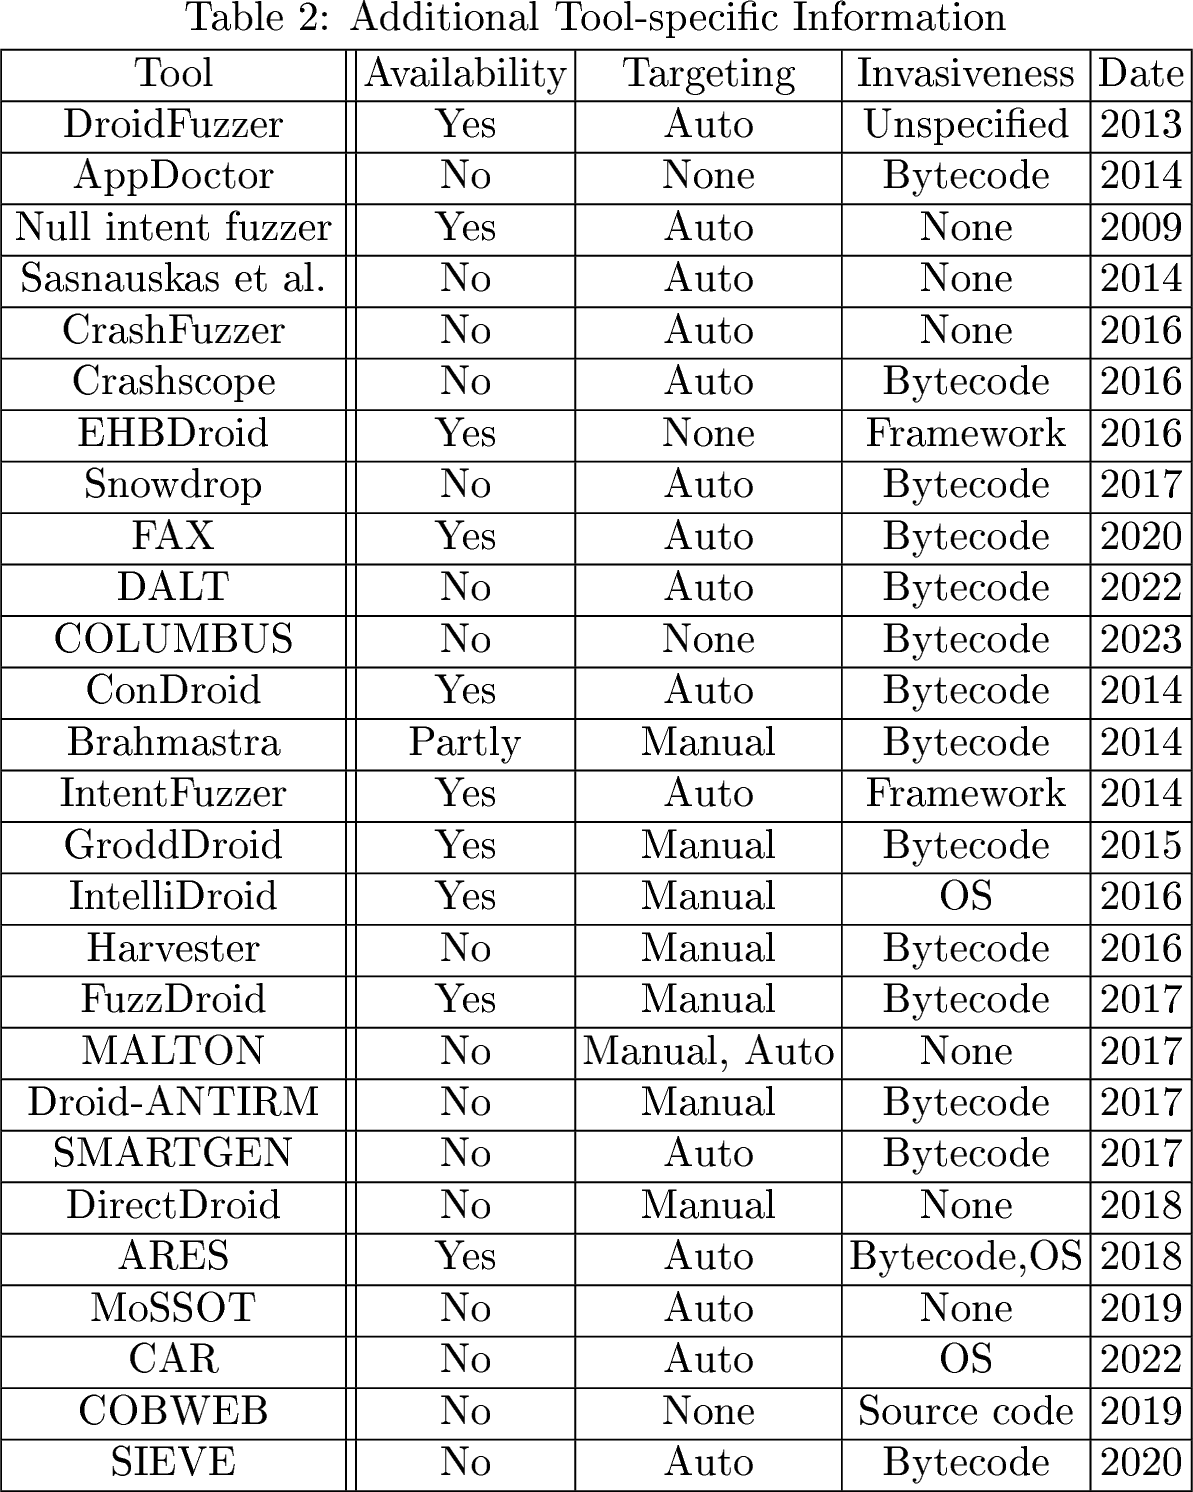 Table 2: Additional Tool-specific Information
Tool Availability Targeting Invasiveness Date
DroidFuzzer Yes Auto Unspecified 2013
AppDoctor No None Bytecode 2014
Null intent fuzzer Yes Auto None 2009
Sasnauskas et al. No Auto None 2014
CrashFuzzer No Auto None 2016
Crashscope No Auto Bytecode 2016
EHBDroid Yes None Framework 2016
Snowdrop No Auto Bytecode 2017
FAX Yes Auto Bytecode 2020
DALT No Auto Bytecode 2022
COLUMBUS No None Bytecode 2023
ConDroid Yes Auto Bytecode 2014
Brahmastra Partly Manual Bytecode 2014
IntentFuzzer Yes Auto Framework 2014
GroddDroid Yes Manual Bytecode 2015
IntelliDroid Yes Manual OS 2016
Harvester No Manual Bytecode 2016
FuzzDroid Yes Manual Bytecode 2017
MALTON No Manual, Auto None 2017
Droid-ANTIRM No Manual Bytecode 2017
SMARTGEN No Auto Bytecode 2017
DirectDroid No Manual None 2018
ARES Yes Auto Bytecode,OS 2018
MoSSOT No Auto None 2019
CAR No Auto OS 2022
COBWEB No None Source code 2019
SIEVE No Auto Bytecode 2020